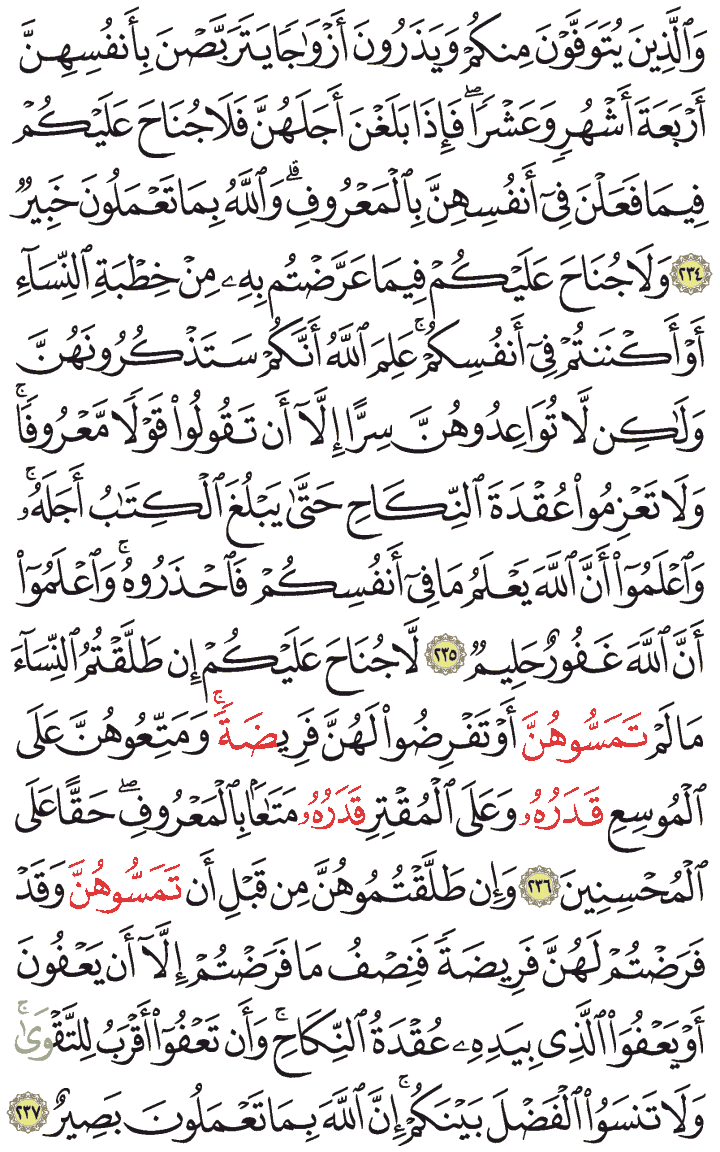 وَٱلَّذِينَ يُتَوَفَّوۡنَ مِنكُمۡ وَيَذَرُونَ أَزۡوَٰجٗا يَتَرَبَّصۡنَ بِأَنفُسِهِنَّ
أَرۡبَعَةَ أَشۡهُرٖ وَعَشۡرٗاۖ فَإِذَا بَلَغۡنَ أَجَلَهُنَّ فَلَا جُنَاحَ عَلَيۡكُمۡ
فِيمَا فَعَلۡنَ فِيٓ أَنفُسِهِنَّ بِٱلۡمَعۡرُوفِۗ وَٱللَّهُ بِمَا تَعۡمَلُونَ خَبِيرٞ
٢٣٤ وَلَا جُنَاحَ عَلَيۡكُمۡ فِيمَا عَرَّضۡتُم بِهِۦ مِنۡ خِطۡبَةِ ٱلنِّسَآءِ
أَوۡ أَكۡنَنتُمۡ فِيٓ أَنفُسِكُمۡۚ عَلِمَ ٱللَّهُ أَنَّكُمۡ سَتَذۡكُرُونَهُنَّ
وَلَٰكِن لَّا تُوَاعِدُوهُنَّ سِرًّا إِلَّآ أَن تَقُولُواْ قَوۡلٗا مَّعۡرُوفٗاۚ
وَلَا تَعۡزِمُواْ عُقۡدَةَ ٱلنِّكَاحِ حَتَّىٰ يَبۡلُغَ ٱلۡكِتَٰبُ أَجَلَهُۥۚ
وَٱعۡلَمُوٓاْ أَنَّ ٱللَّهَ يَعۡلَمُ مَا فِيٓ أَنفُسِكُمۡ فَٱحۡذَرُوهُۚ وَٱعۡلَمُوٓاْ
أَنَّ ٱللَّهَ غَفُورٌ حَلِيمٞ ٢٣٥ لَّا جُنَاحَ عَلَيۡكُمۡ إِن طَلَّقۡتُمُ ٱلنِّسَآءَ
مَا لَمۡ تَمَسُّوهُنَّ أَوۡ تَفۡرِضُواْ لَهُنَّ فَرِيضَةٗۚ وَمَتِّعُوهُنَّ عَلَى
ٱلۡمُوسِعِ قَدَرُهُۥ وَعَلَى ٱلۡمُقۡتِرِ قَدَرُهُۥ مَتَٰعَۢا بِٱلۡمَعۡرُوفِۖ حَقًّا عَلَى
ٱلۡمُحۡسِنِينَ ٢٣٦ وَإِن طَلَّقۡتُمُوهُنَّ مِن قَبۡلِ أَن تَمَسُّوهُنَّ وَقَدۡ
فَرَضۡتُمۡ لَهُنَّ فَرِيضَةٗ فَنِصۡفُ مَا فَرَضۡتُمۡ إِلَّآ أَن يَعۡفُونَ
أَوۡ يَعۡفُوَاْ ٱلَّذِي بِيَدِهِۦ عُقۡدَةُ ٱلنِّكَاحِۚ وَأَن تَعۡفُوٓاْ أَقۡرَبُ لِلتَّقۡوَىٰۚ
وَلَا تَنسَوُاْ ٱلۡفَضۡلَ بَيۡنَكُمۡۚ إِنَّ ٱللَّهَ بِمَا تَعۡمَلُونَ بَصِيرٌ ٢٣٧